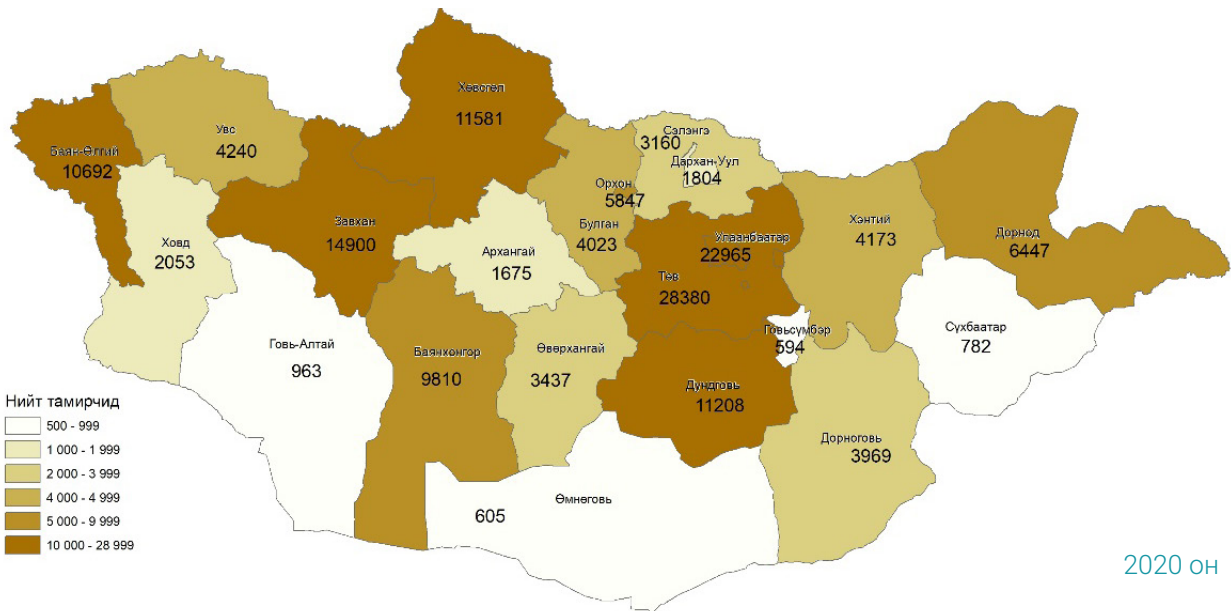 Хөвсгөл
11581
Увс
4240
Баян-Өлгий
10692
Сэлэнгэ
3160
Дархан-Уул
1804
Орхон
5847
Булган
4023
Завхан
14900
Ховд
2053
Архангай
1675
Улаанбаатар
22965
Төв
28380
Хэнтий
4173
Дорнод
6447
Говьсүмбэр
594
Сүхбаатар
782
Говь-Алтай
963
Баянхонгор
9810
Өвөрхангай
3437
Дундговь
11208
Дорноговь
3969
Өмнөговь
605
Нийт тамирчид
500 - 999
1 000 - 1 999
2 000 - 3 999
4 000 - 4 999
5 000 - 9 999
10 000 - 28 999
2020 он